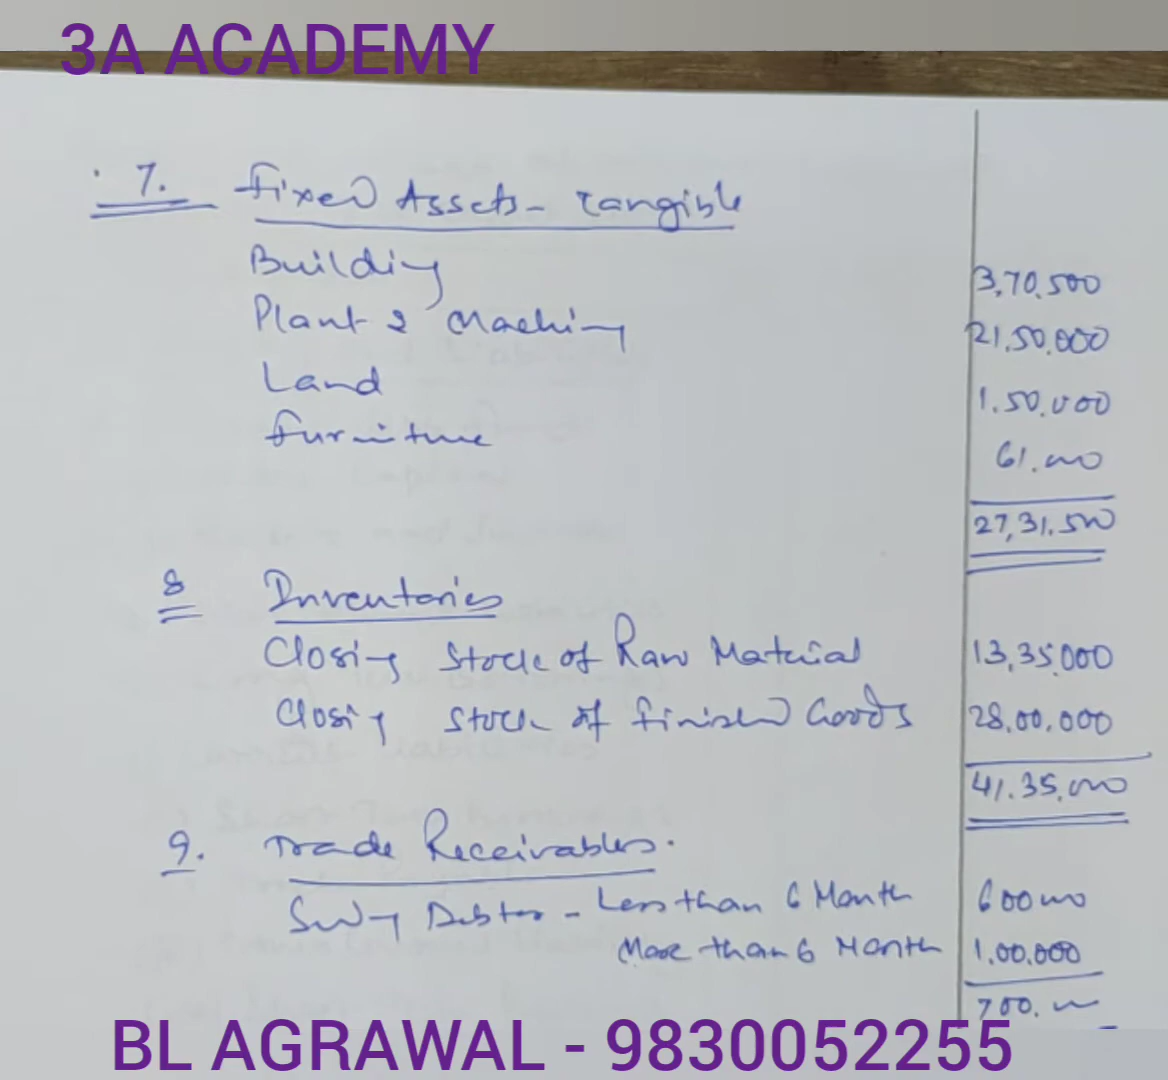 3A ACADEMY
7. Fixed Assets - Tangible
Building 3,70,500
Plant & Machinery 21,50,000
Land 1,50,000
Furniture 61,000
27,31,500
8 Inventories
Closing Stock of Raw Material 13,35,000
Closing Stock of Finished Goods 28,00,000
41,35,000
9. Trade Receivables.
Sundry Debtors - Less than 6 Month 600,000
More than 6 Month 1,00,000
700,000
BL AGRAWAL - 9830052255